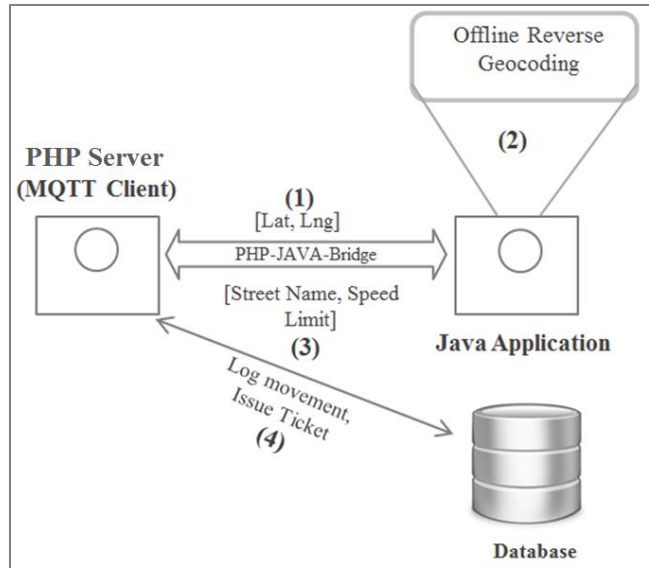 Offline Reverse
Geocoding
(2)
PHP Server
(MQTT Client)
(1)
[Lat, Lng]
PHP-JAVA-Bridge
[Street Name, Speed
Limit]
(3)
Java Application
Log movement,
Issue Ticket
(4)
Database